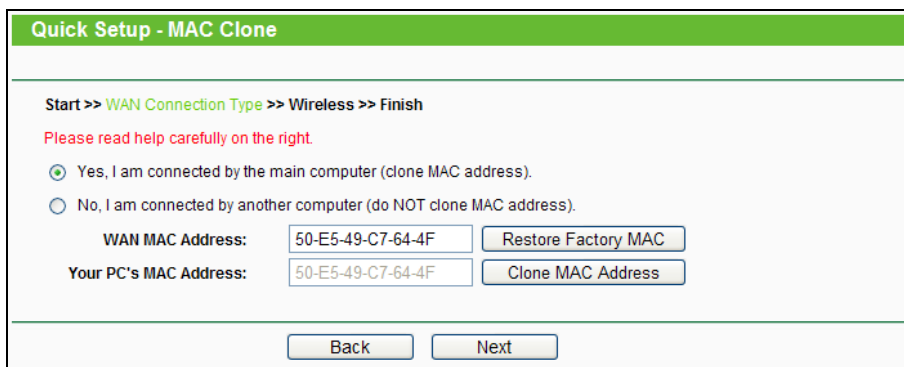 Quick Setup - MAC Clone
Start >> WAN Connection Type >> Wireless >> Finish
Please read help carefully on the right.
Yes, I am connected by the main computer (clone MAC address).
No, I am connected by another computer (do NOT clone MAC address).
WAN MAC Address: 50-E5-49-C7-64-4F Restore Factory MAC
Your PC's MAC Address: 50-E5-49-C7-64-4F Clone MAC Address
Back Next